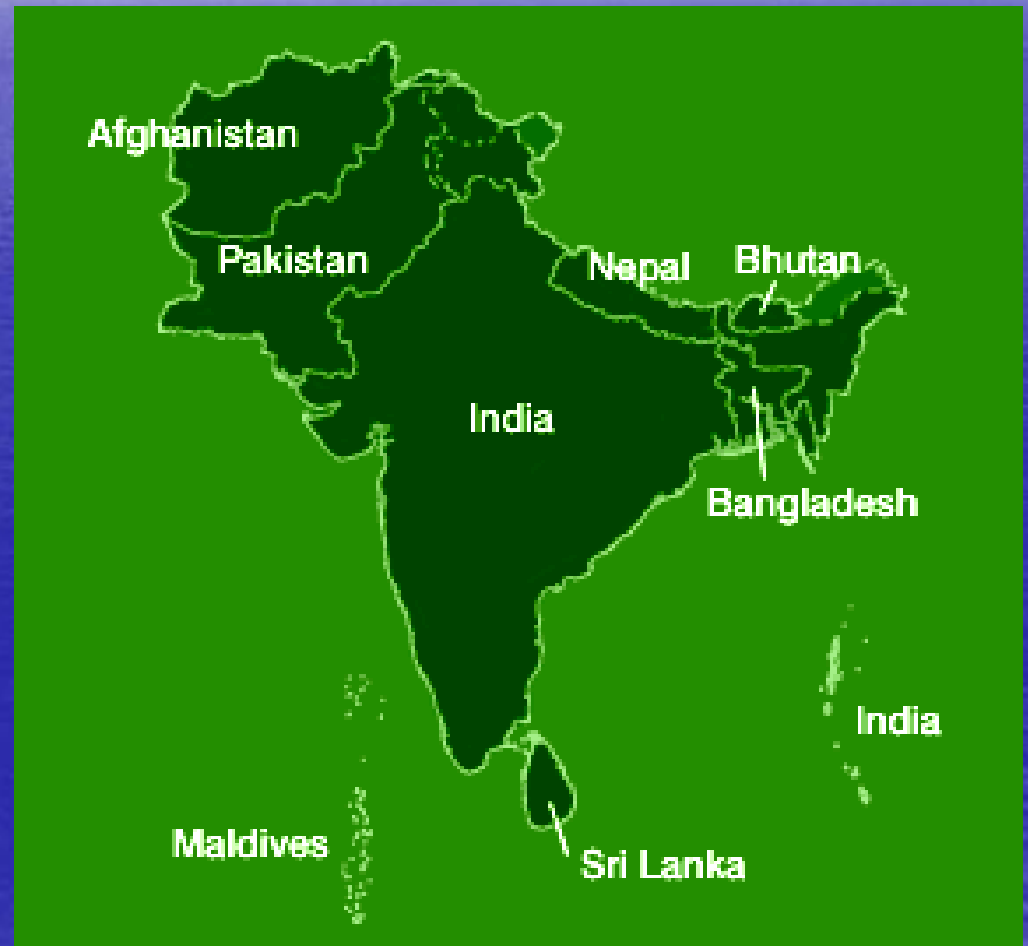 Afghanistan
Pakistan
Nepal
Bhutan
India
Bangladesh
India
Maldives
Sri Lanka